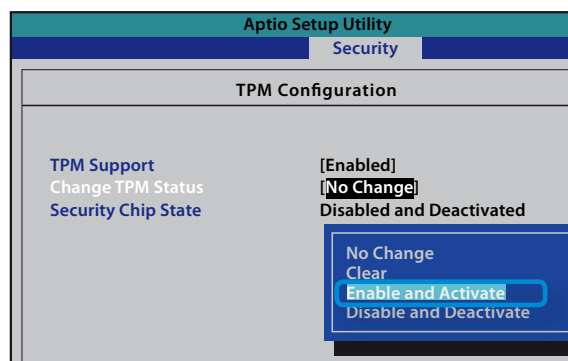 Aptio Setup Utility
Security
TPM Configuration
TPM Support [Enabled]
Change TPM Status [No Change]
Security Chip State Disabled and Deactivated
No Change
Clear
Enable and Activate
Disable and Deactivate